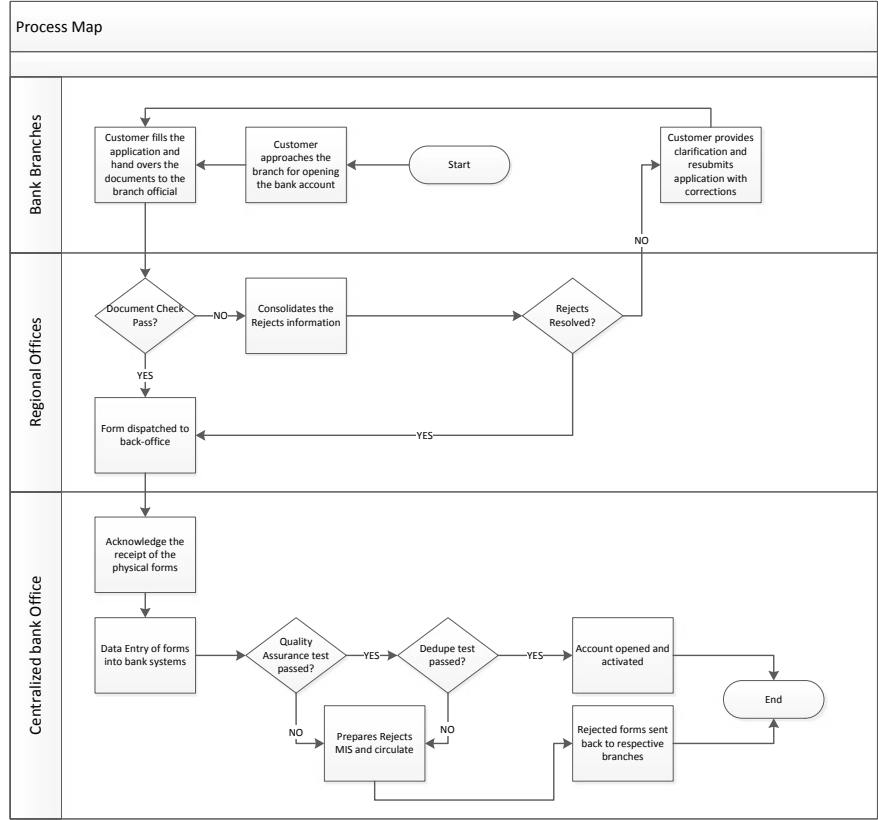 Process Map
Bank Branches
Customer fills the
application and
hand overs the
documents to the
branch official
Customer
approaches the
branch for opening
the bank account
Start
Customer provides
clarification and
resubmits
application with
corrections
NO
Regional Offices
Document Check
Pass?
NO
Consolidates the
Rejects information
Rejects
Resolved?
YES
Form dispatched to
back-office
YES
Centralized bank Office
Acknowledge the
receipt of the
physical forms
Data Entry of forms
into bank systems
Quality
Assurance test
passed?
YES
Dedupe test
passed?
YES
Account opened and
activated
End
NO
Prepares Rejects
MIS and circulate
NO
Rejected forms sent
back to respective
branches